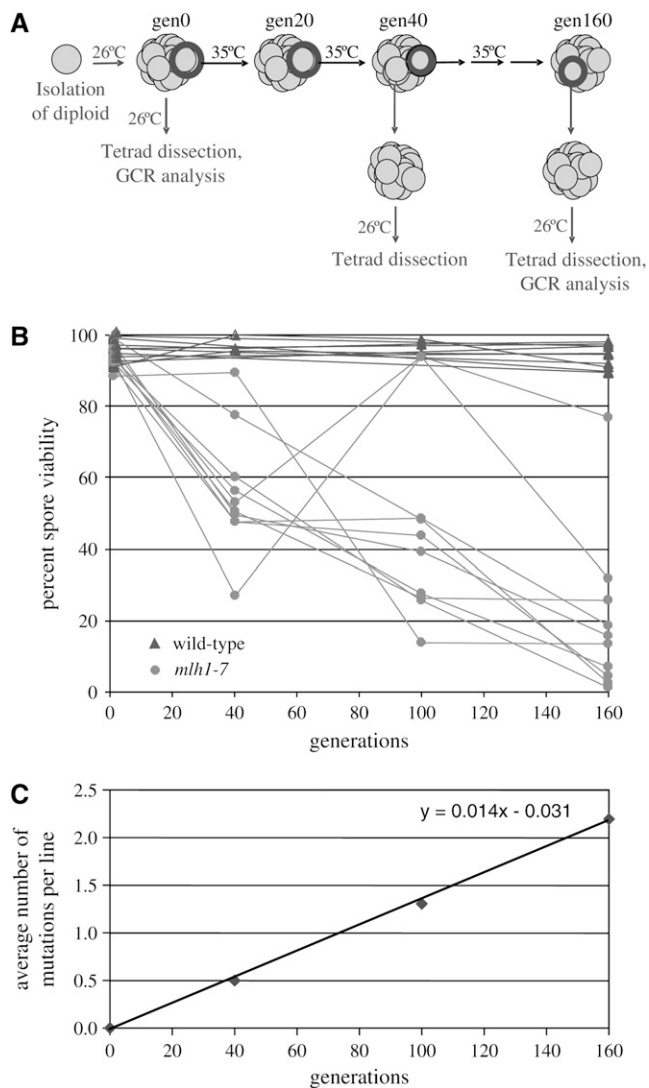 A
gen0 gen20 gen40 gen160
26ºC 35ºC 35ºC 35ºC
Isolation
of diploid
26ºC
Tetrad dissection,
GCR analysis
26ºC
Tetrad dissection
26ºC
Tetrad dissection,
GCR analysis
B
percent spore viability
100
80
60
40
20
0
wild-type
mlh1-7
0 20 40 60 80 100 120 140 160
generations
C
average number of
mutations per line
2.5
2.0
1.5
1.0
0.5
0.0
y = 0.014x - 0.031
0 20 40 60 80 100 120 140 160
generations